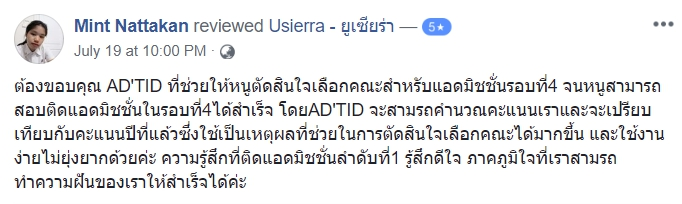 Mint Nattakan reviewed Usierra - ยูเซียร่า — 5★
July 19 at 10:00 PM ·
ต้องขอบคุณ AD'TID ที่ช่วยให้หนูตัดสินใจเลือกคณะสำหรับแอดมิชชั่นรอบที่4 จนหนูสามารถ
สอบติดแอดมิชชั่นในรอบที่4ได้สำเร็จ โดยAD'TID จะสามรถคำนวณคะแนนเราและจะเปรียบ
เทียบกับคะแนนปีที่แล้วซึ่งใช้เป็นเหตุผลที่ช่วยในการตัดสินใจเลือกคณะได้มากขึ้น และใช้งาน
ง่ายไม่ยุ่งยากด้วยค่ะ ความรู้สึกที่ติดแอดมิชชั่นลำดับที่1 รู้สึกดีใจ ภาคภูมิใจที่เราสามรถ
ทำความฝันของเราให้สำเร็จได้ค่ะ